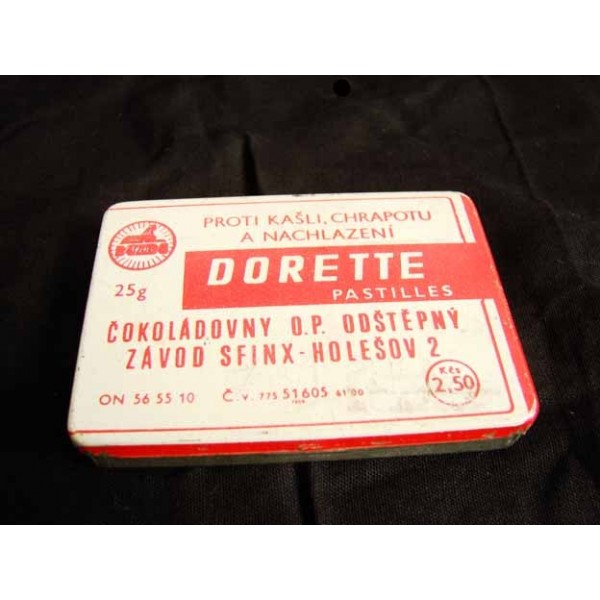 PROTI KAŠLI, CHRAPOTU
A NACHLAZENÍ
DORETTE
PASTILLES
25g
ČOKOLÁDOVNY O.P. ODŠTĚPNÝ
ZÁVOD SFINX-HOLEŠOV 2
ON 56 55 10 Č.v. 775 51605 61 00
Kčs
2,50